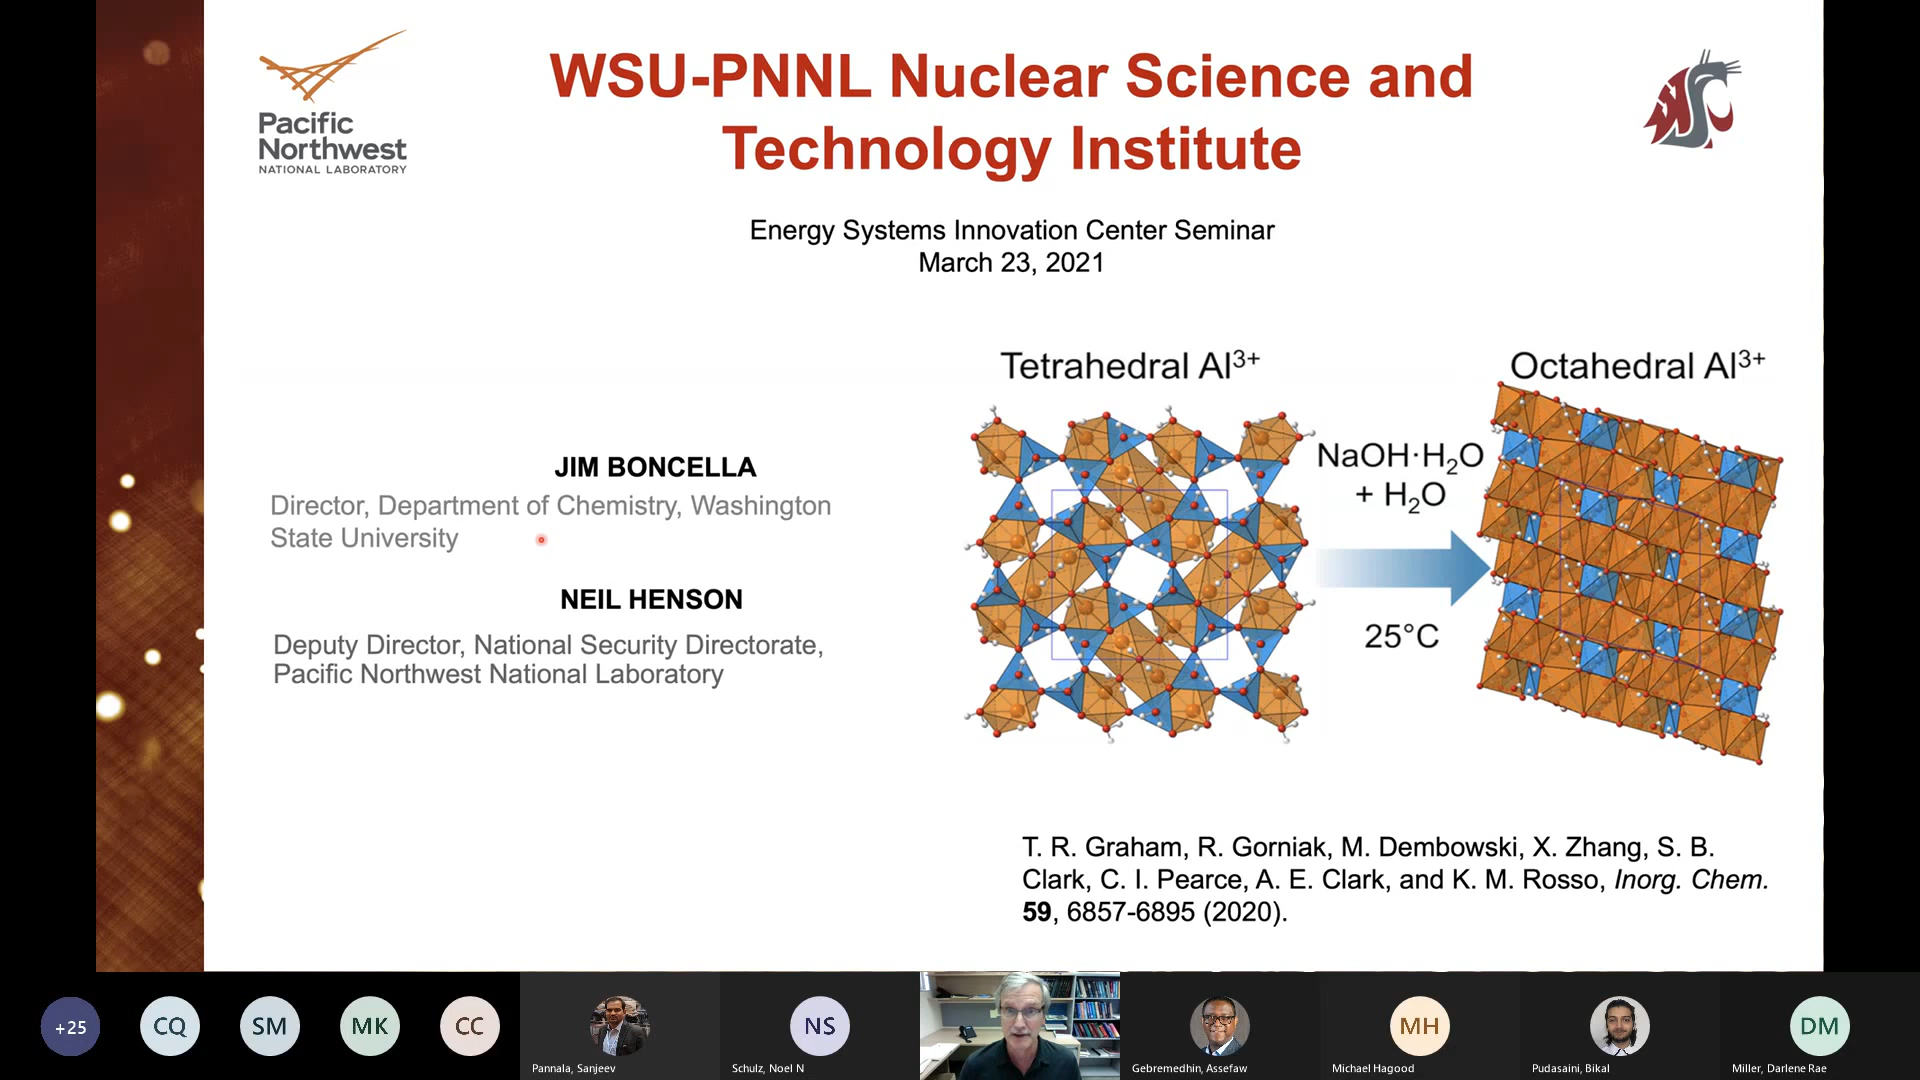 Pacific
Northwest
NATIONAL LABORATORY
WSU-PNNL Nuclear Science and
Technology Institute
WSC
Energy Systems Innovation Center Seminar
March 23, 2021
JIM BONCELLA
Director, Department of Chemistry, Washington
State University
NEIL HENSON
Deputy Director, National Security Directorate,
Pacific Northwest National Laboratory
Tetrahedral Al³⁺
Octahedral Al³⁺
NaOH·H₂O
+ H₂O
25°C
T. R. Graham, R. Gorniak, M. Dembowski, X. Zhang, S. B.
Clark, C. I. Pearce, A. E. Clark, and K. M. Rosso, Inorg. Chem.
59, 6857-6895 (2020).
+25
CQ
SM
MK
CC
Pannala, Sanjeev
NS
Schulz, Noel N
Gebremedhin, Assefaw
MH
Michael Hagood
Pudasaini, Bikal
DM
Miller, Darlene Rae